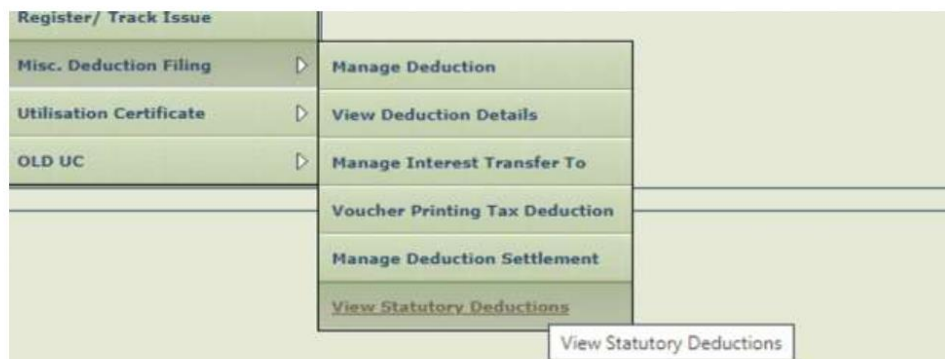 Register/ Track Issue
Misc. Deduction Filing
Utilisation Certificate
OLD UC
Manage Deduction
View Deduction Details
Manage Interest Transfer To
Voucher Printing Tax Deduction
Manage Deduction Settlement
View Statutory Deductions
View Statutory Deductions